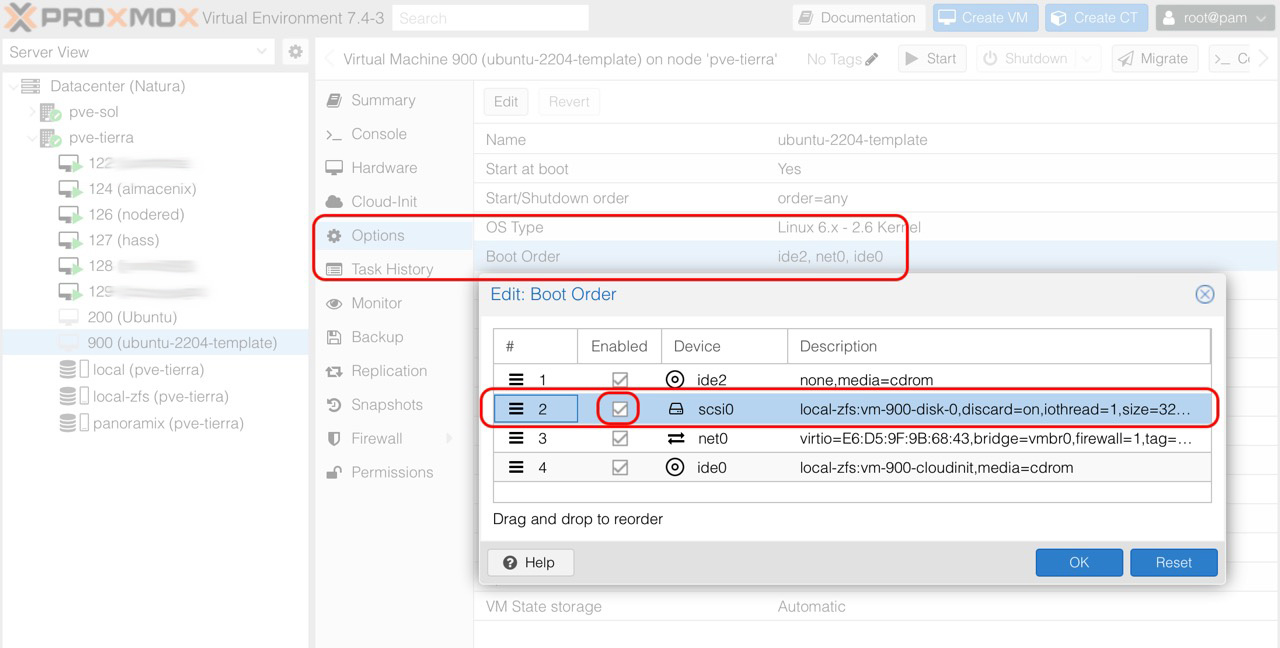 PROXMOX Virtual Environment 7.4-3 Search Documentation Create VM Create CT root@pam
Server View
Virtual Machine 900 (ubuntu-2204-template) on node 'pve-tierra' No Tags Start Shutdown Migrate
Datacenter (Natura)
pve-sol
pve-tierra
122
124 (almacenix)
126 (nodered)
127 (hass)
128
129
200 (Ubuntu)
900 (ubuntu-2204-template)
local (pve-tierra)
local-zfs (pve-tierra)
panoramix (pve-tierra)
Summary
Console
Hardware
Cloud-Init
Options
Task History
Monitor
Backup
Replication
Snapshots
Firewall
Permissions
Edit Revert
Name ubuntu-2204-template
Start at boot Yes
Start/Shutdown order order=any
OS Type Linux 6.x - 2.6 Kernel
Boot Order ide2, net0, ide0
Edit: Boot Order
# Enabled Device Description
1 ide2 none,media=cdrom
2 scsi0 local-zfs:vm-900-disk-0,discard=on,iothread=1,size=32...
3 net0 virtio=E6:D5:9F:9B:68:43,bridge=vmbr0,firewall=1,tag=...
4 ide0 local-zfs:vm-900-cloudinit,media=cdrom
Drag and drop to reorder
Help OK Reset
VM State storage Automatic